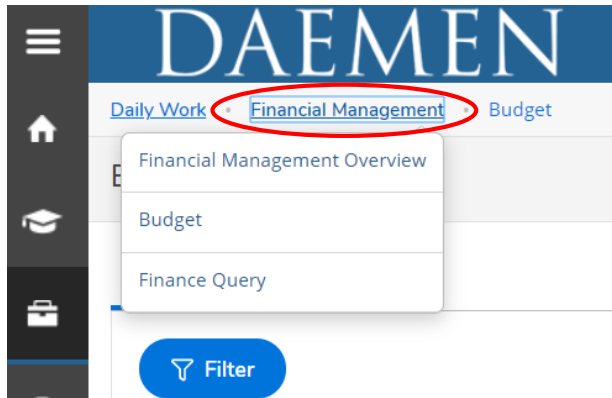 DAEMEN
Daily Work • Financial Management • Budget
Financial Management Overview
Budget
Finance Query
Filter